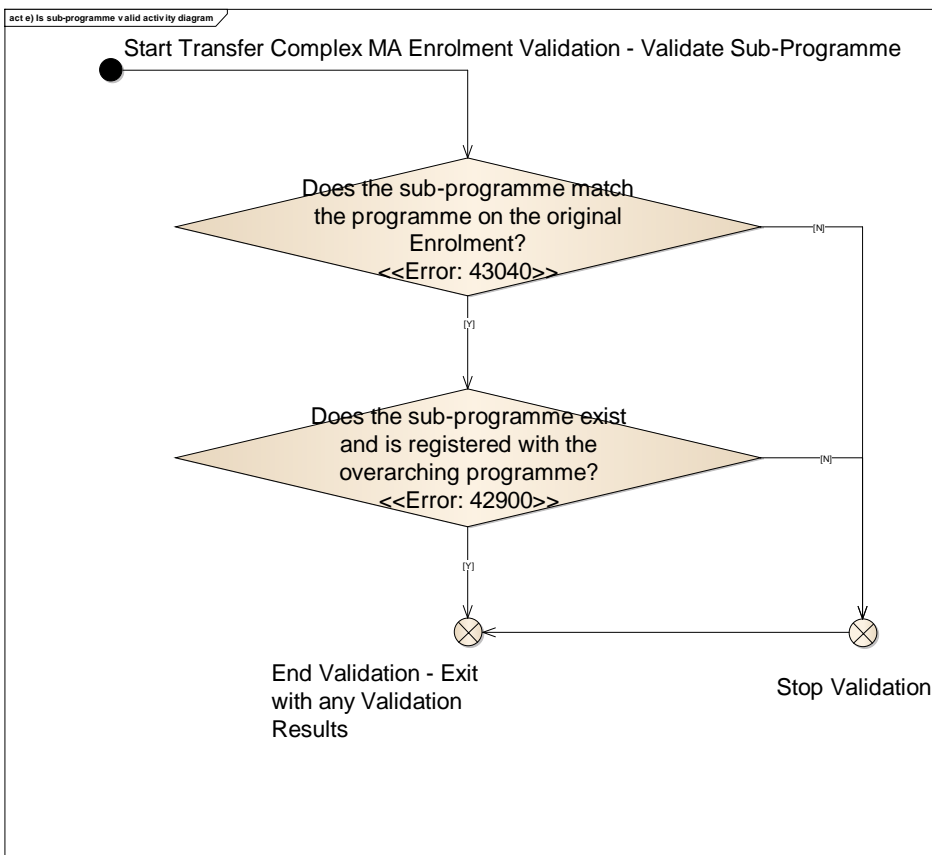 act e) Is sub-programme valid activity diagram
Start Transfer Complex MA Enrolment Validation - Validate Sub-Programme
Does the sub-programme match
the programme on the original
Enrolment?
<<Error: 43040>>
[N]
[Y]
Does the sub-programme exist
and is registered with the
overarching programme?
<<Error: 42900>>
[N]
[Y]
End Validation - Exit
with any Validation
Results
Stop Validation